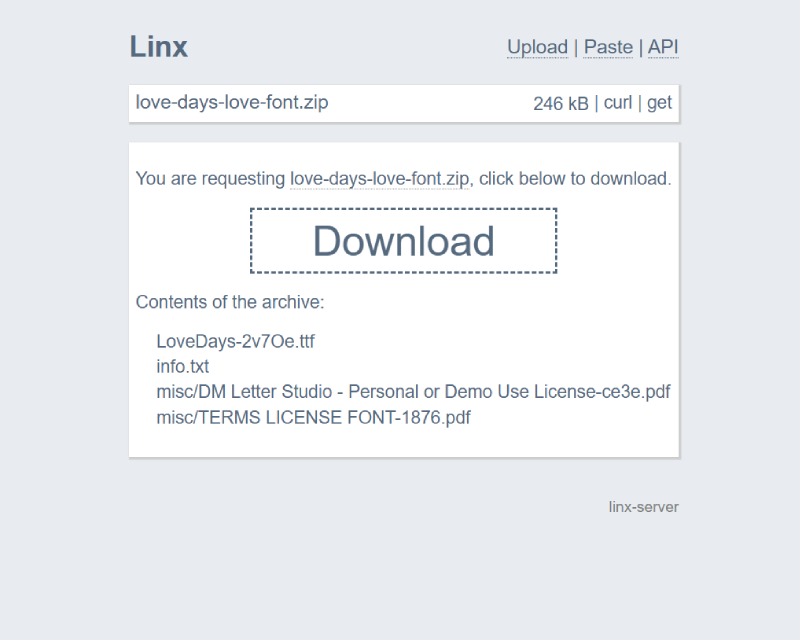 Linx
Upload | Paste | API
love-days-love-font.zip
246 kB | curl | get
You are requesting love-days-love-font.zip, click below to download.
Download
Contents of the archive:
LoveDays-2v7Oe.ttf
info.txt
misc/DM Letter Studio - Personal or Demo Use License-ce3e.pdf
misc/TERMS LICENSE FONT-1876.pdf
linx-server